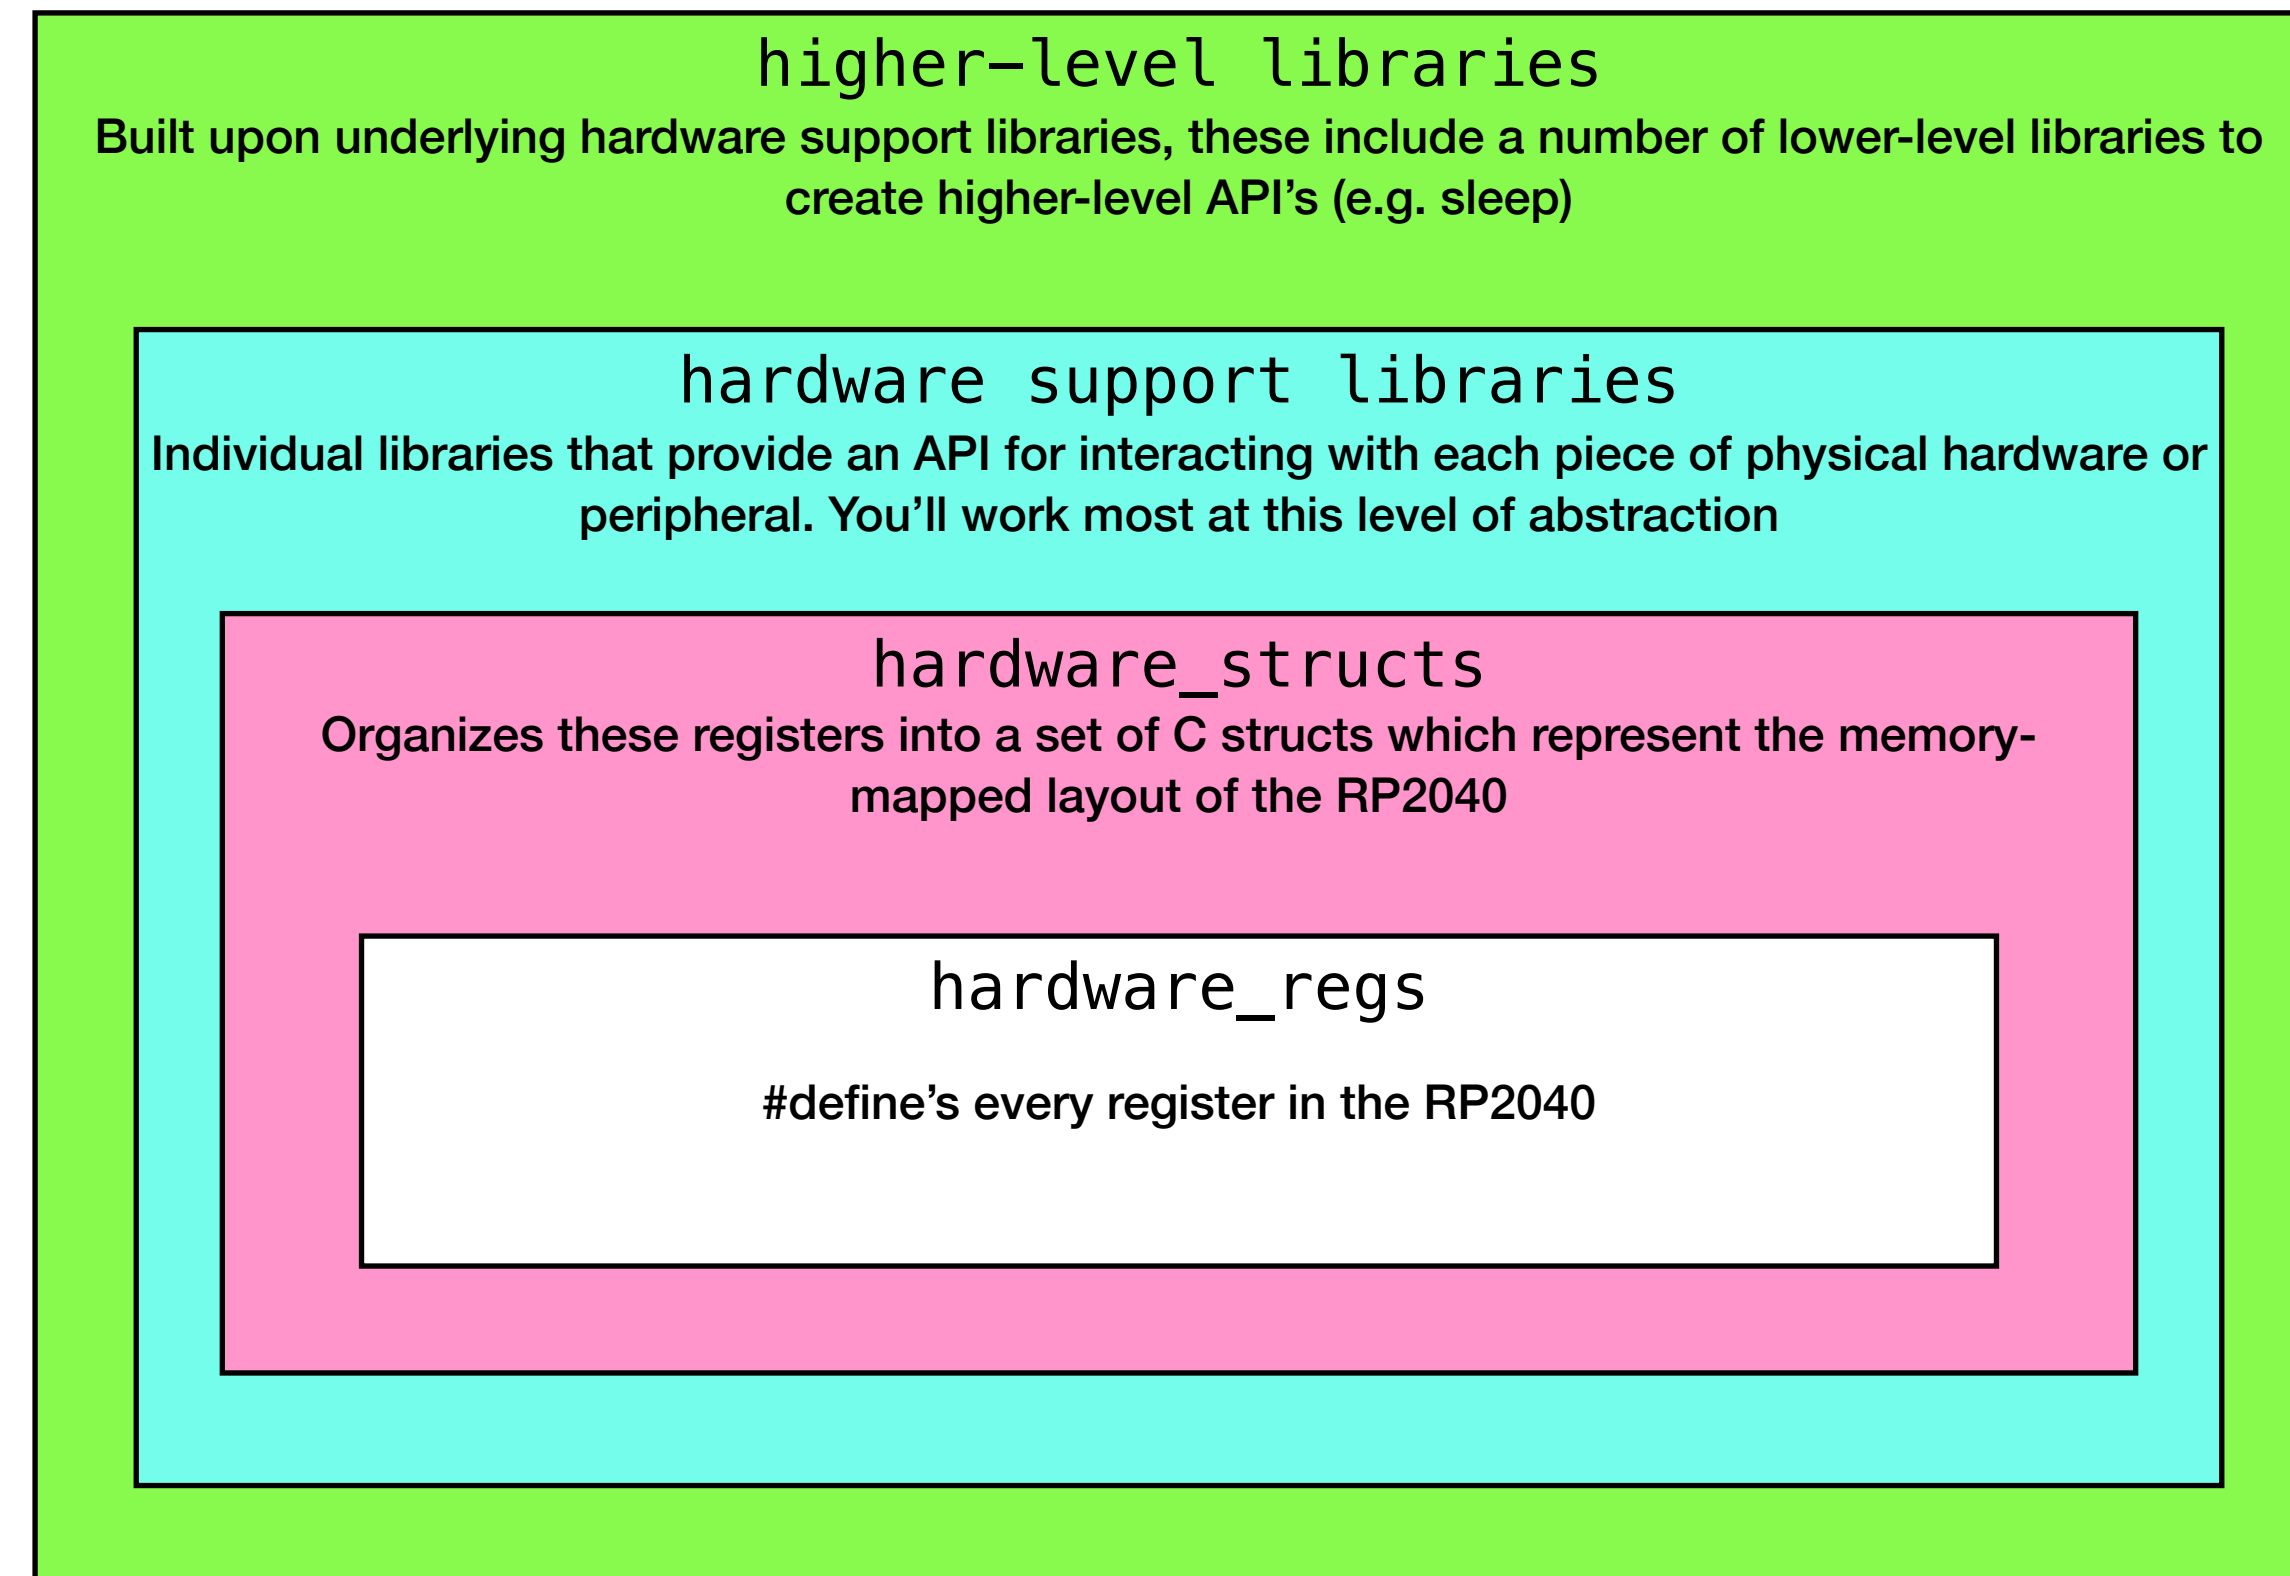 higher-level libraries
Built upon underlying hardware support libraries, these include a number of lower-level libraries to
create higher-level API’s (e.g. sleep)
hardware support libraries
Individual libraries that provide an API for interacting with each piece of physical hardware or
peripheral. You’ll work most at this level of abstraction
hardware_structs
Organizes these registers into a set of C structs which represent the memory-
mapped layout of the RP2040
hardware_regs
#define’s every register in the RP2040